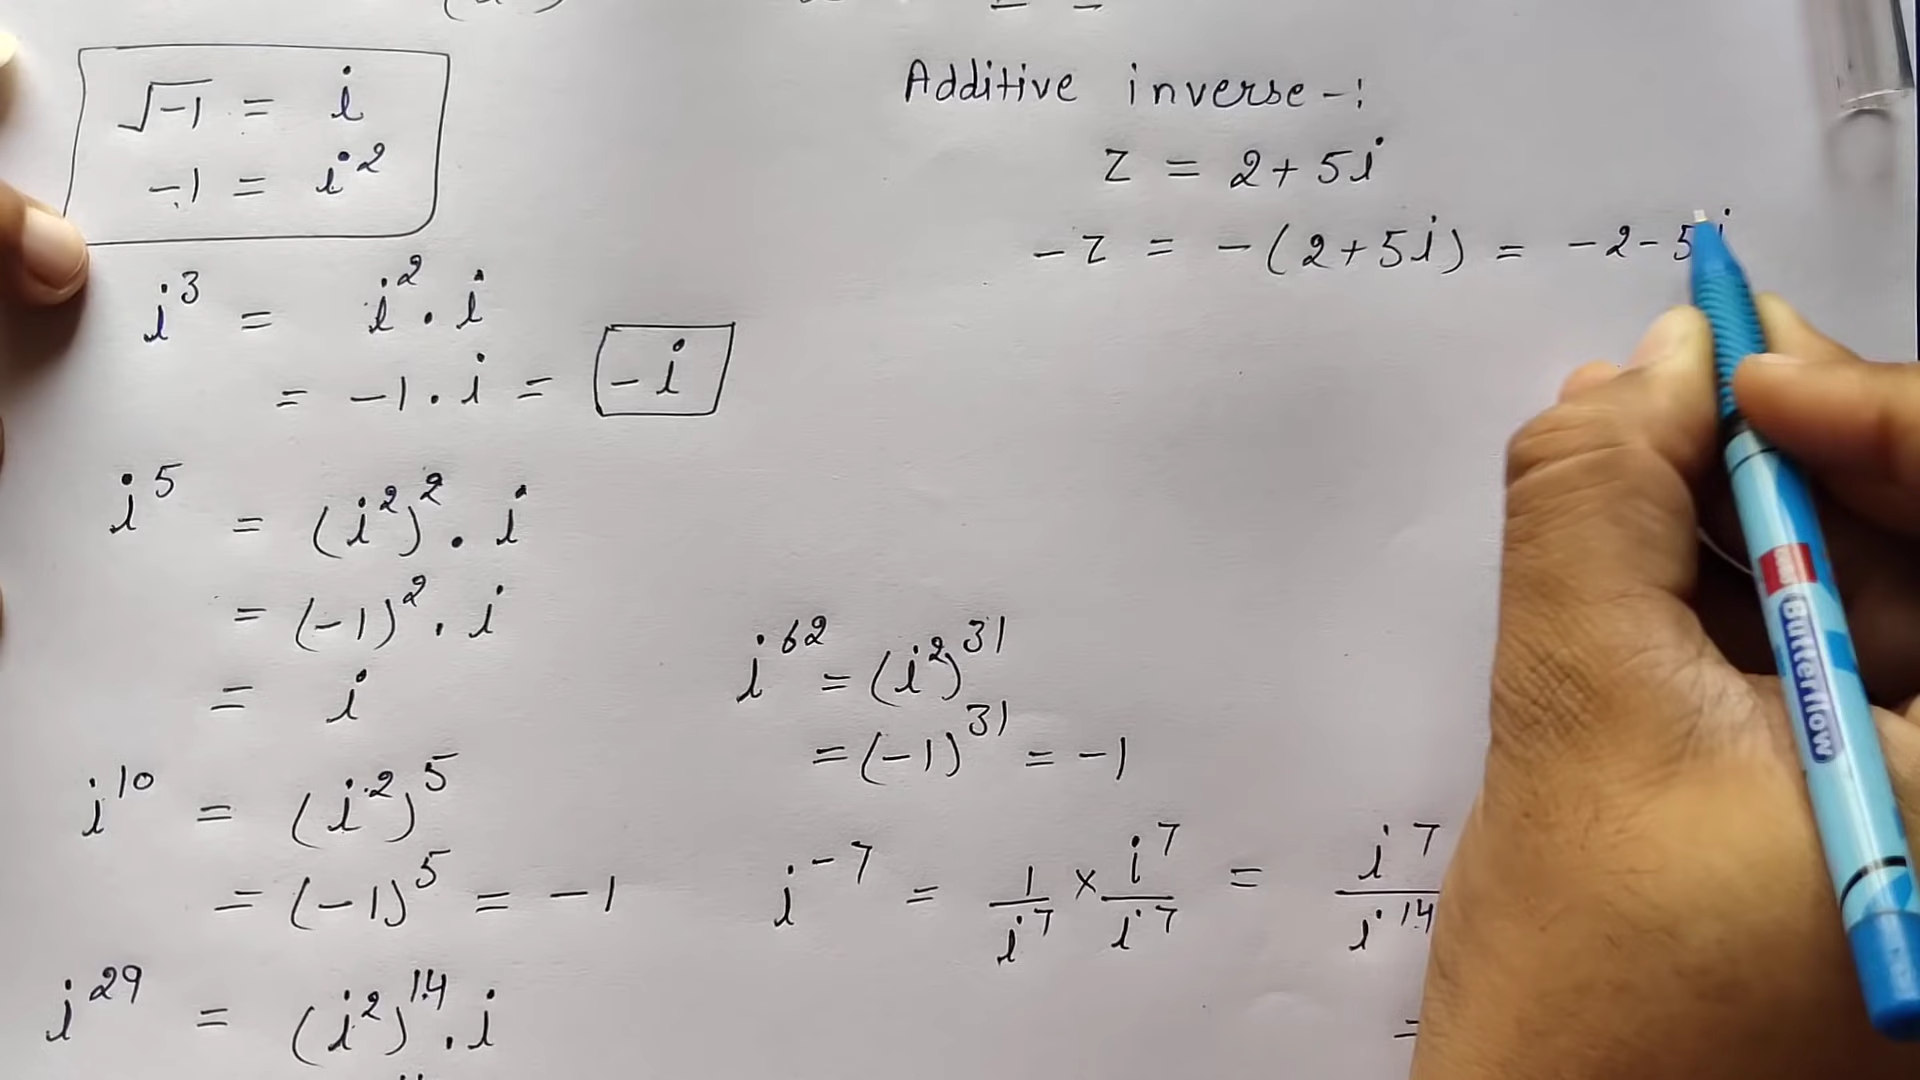 √-1 = i
-1 = i²
i³ = i² . i
= -1 . i = -i
i⁵ = (i²)² . i
= (-1)² . i
= i
i¹⁰ = (i²)⁵
= (-1)⁵ = -1
i²⁹ = (i²)¹⁴ . i
Additive inverse -:
z = 2 + 5i
-z = -(2+5i) = -2-5i
i⁶² = (i²)³¹
= (-1)³¹ = -1
i⁻⁷ = 1/i⁷ × i⁷/i⁷ = i⁷/i¹⁴
=
Butterflow